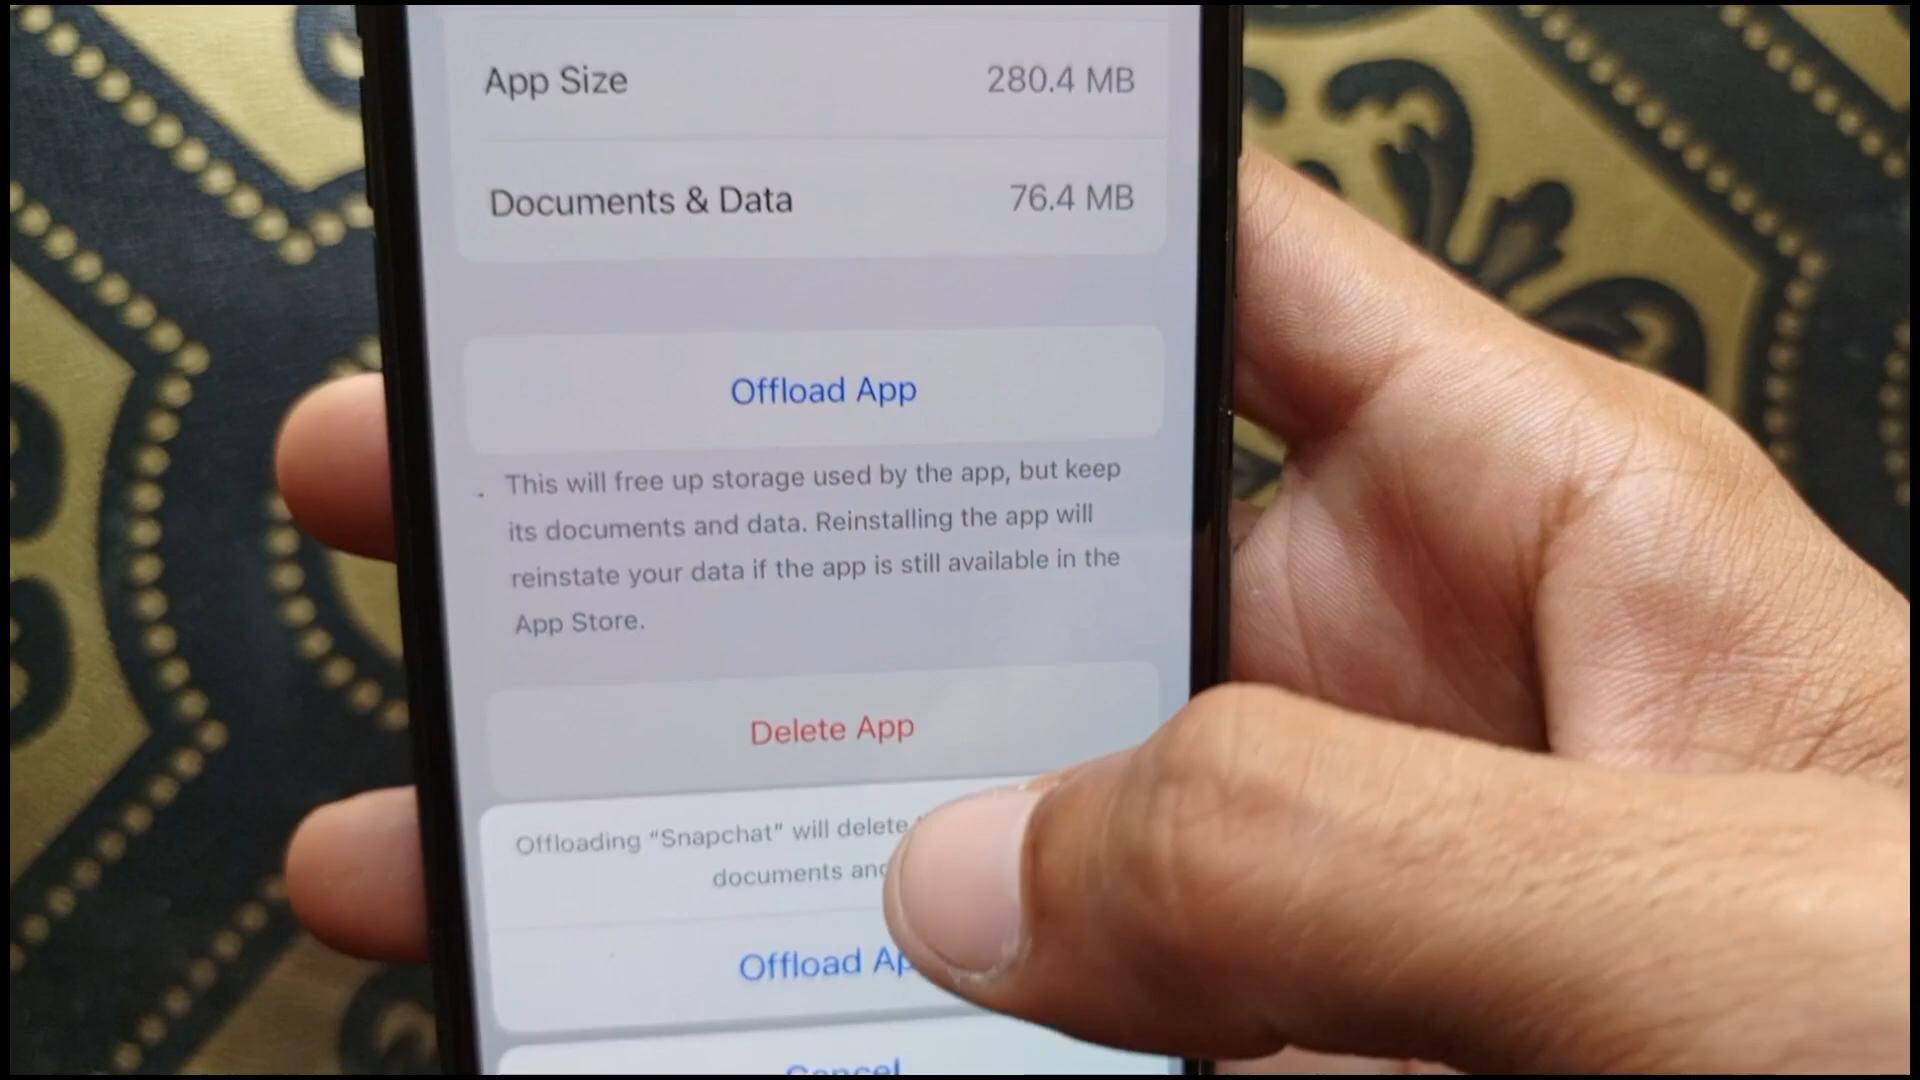 App Size 280.4 MB
Documents & Data 76.4 MB
Offload App
This will free up storage used by the app, but keep
its documents and data. Reinstalling the app will
reinstate your data if the app is still available in the
App Store.
Delete App
Offloading “Snapchat” will delete
documents and
Offload App
Cancel